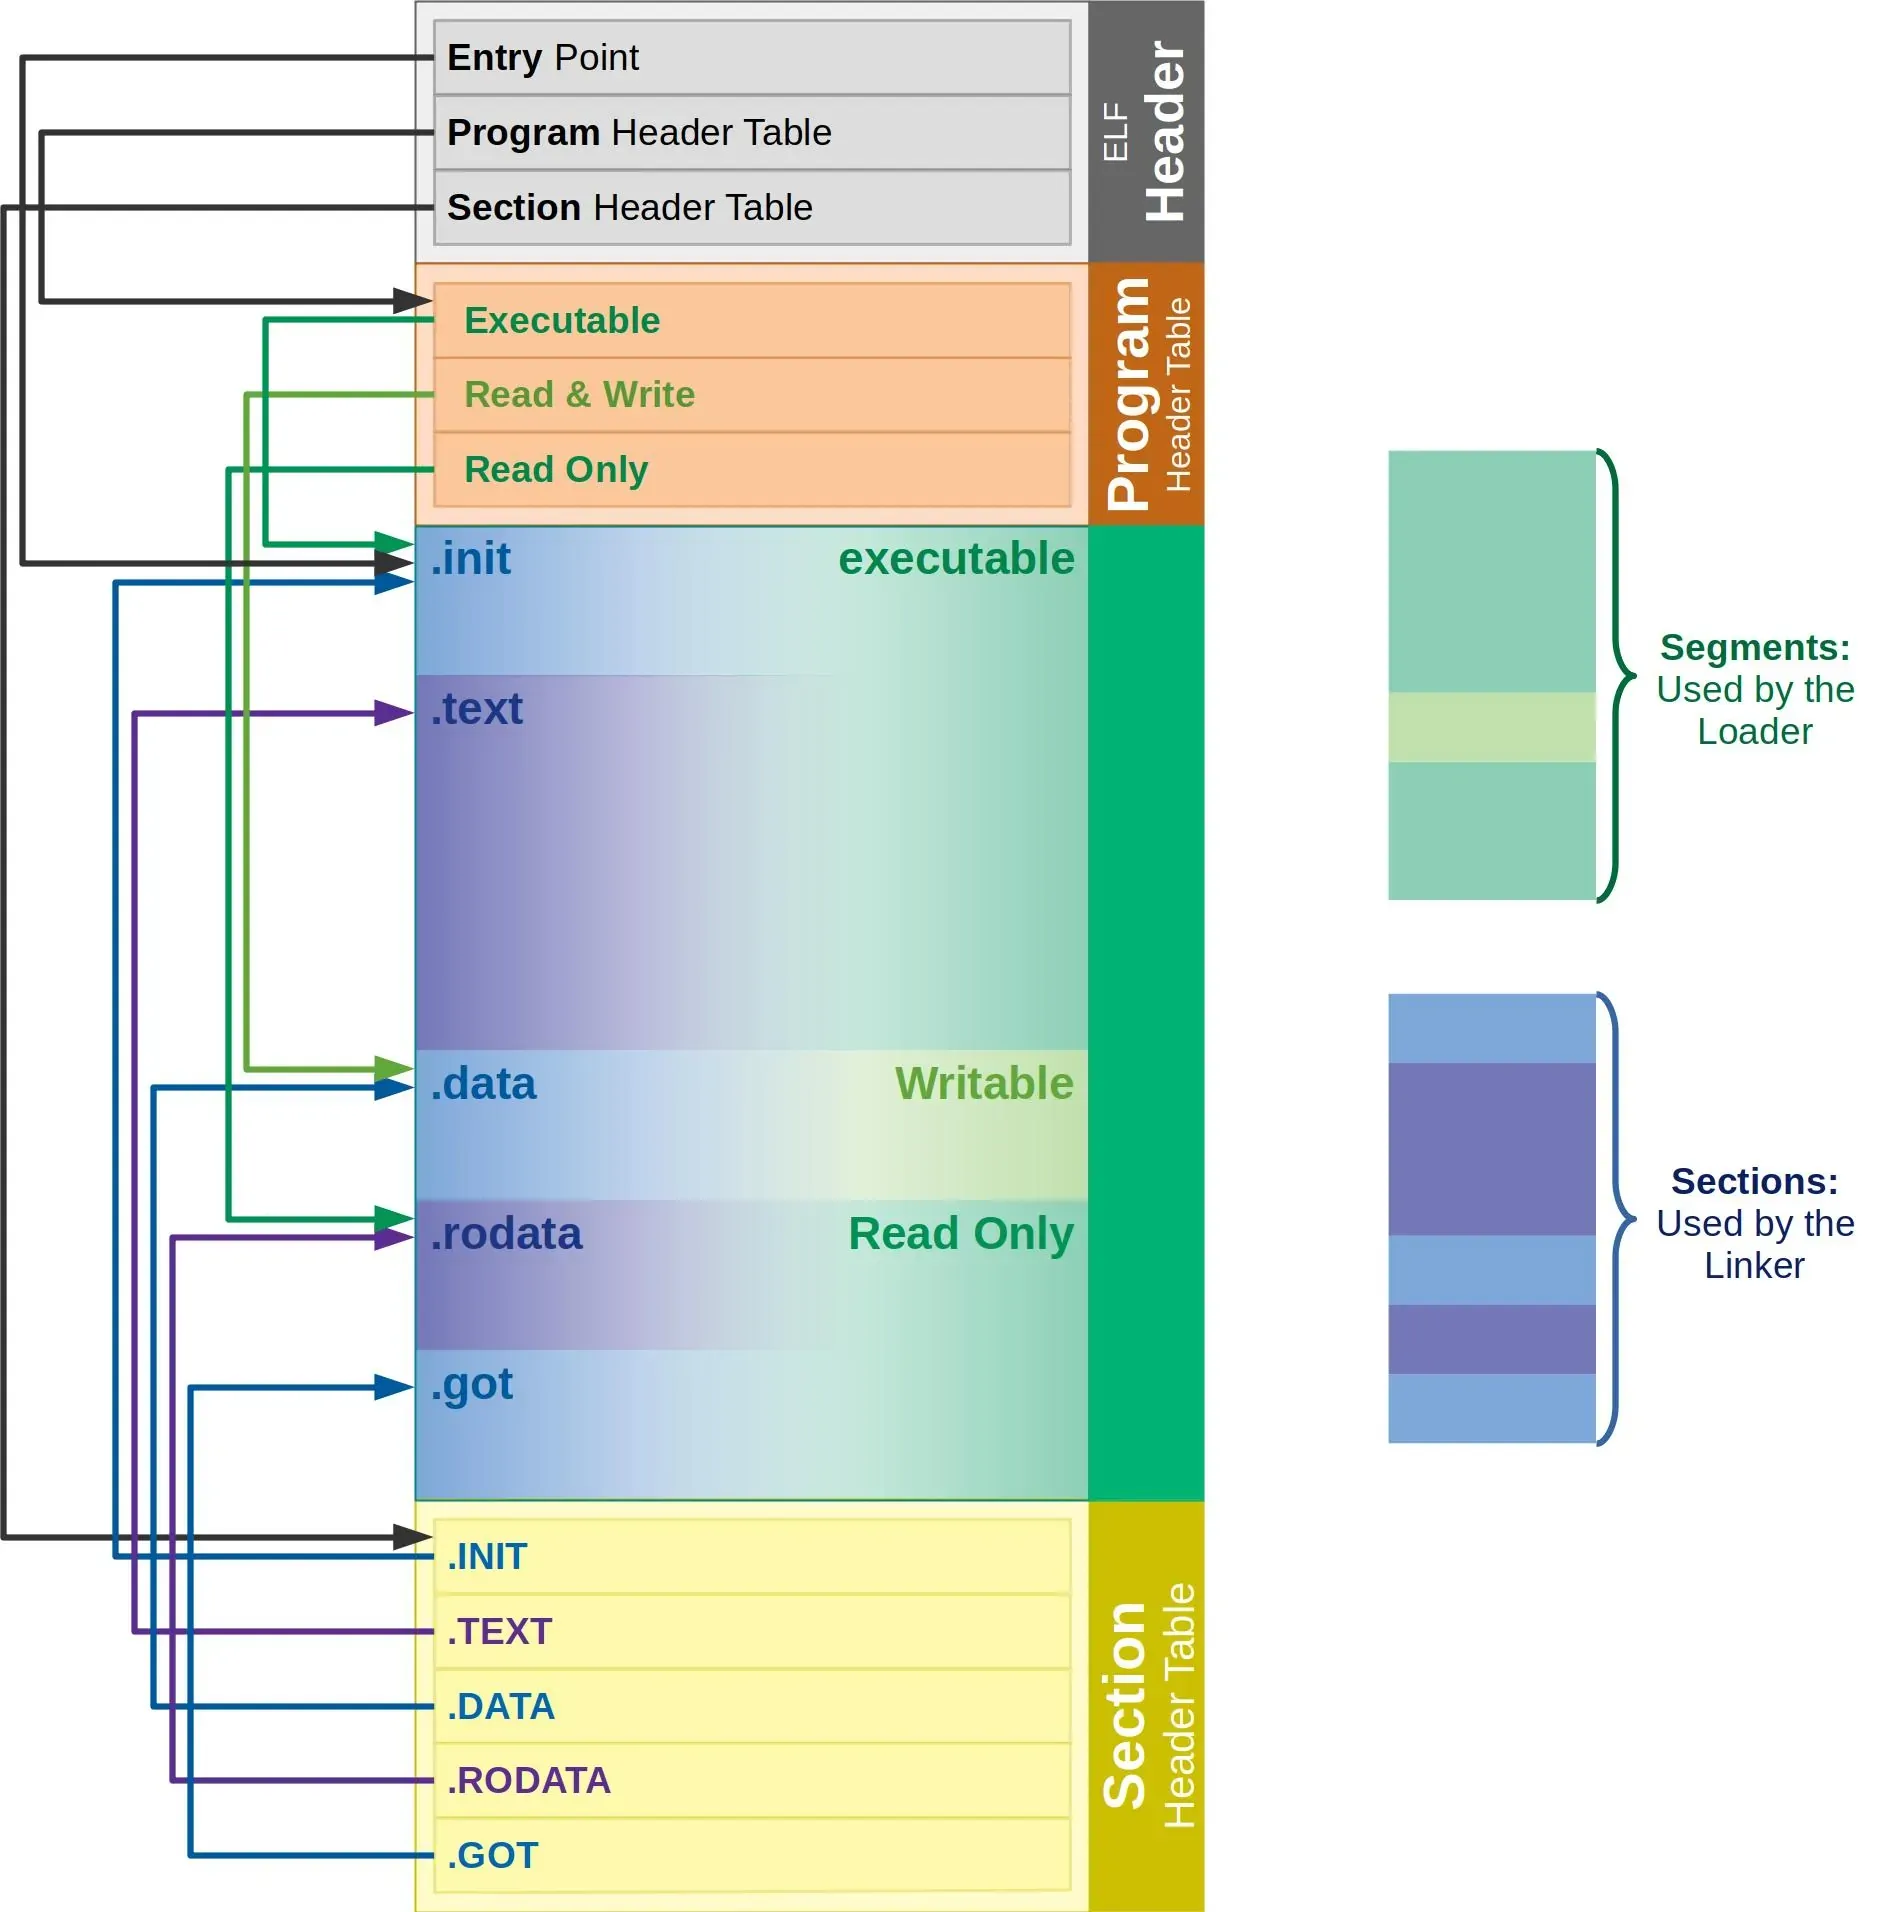 Entry Point
Program Header Table
Section Header Table
ELF
Header
Executable
Read & Write
Read Only
Program
Header Table
.init
executable
.text
.data
Writable
.rodata
Read Only
.got
.INIT
.TEXT
.DATA
.RODATA
.GOT
Section
Header Table
Segments:
Used by the
Loader
Sections:
Used by the
Linker